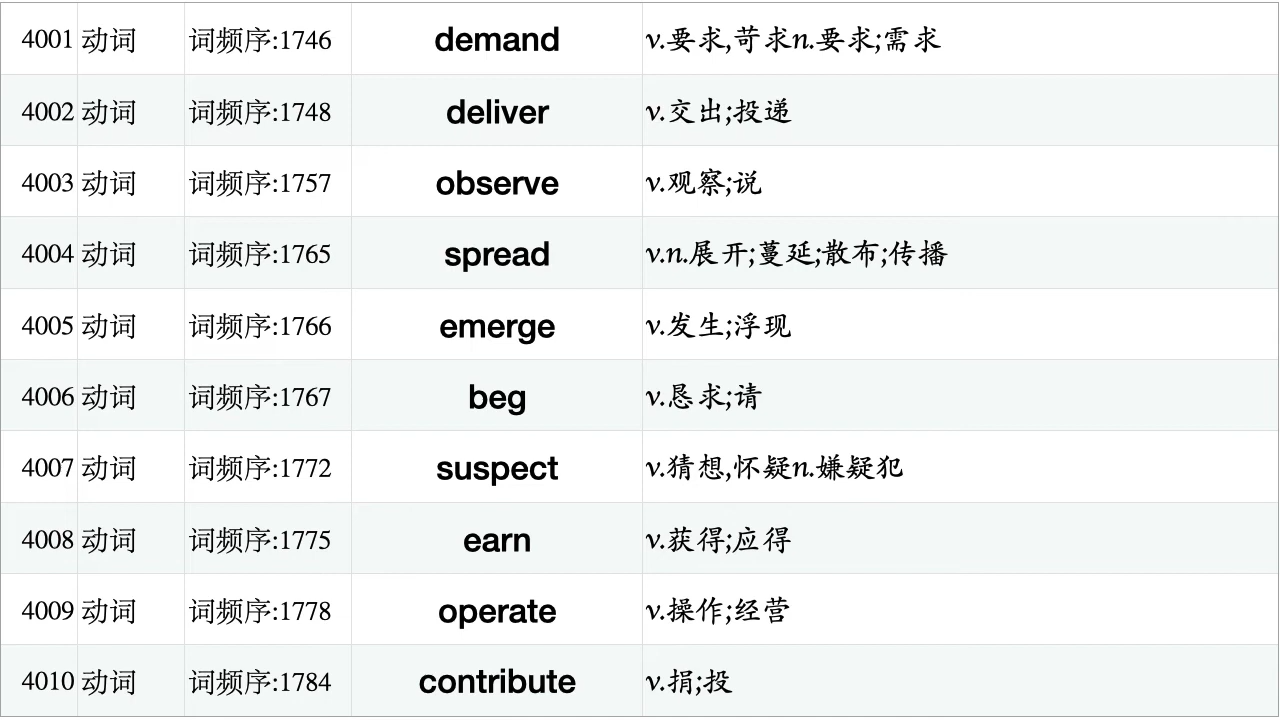 4001 动词 词频序:1746 demand v.要求,苛求n.要求;需求
4002 动词 词频序:1748 deliver v.交出;投递
4003 动词 词频序:1757 observe v.观察;说
4004 动词 词频序:1765 spread v.n.展开;蔓延;散布;传播
4005 动词 词频序:1766 emerge v.发生;浮现
4006 动词 词频序:1767 beg v.恳求;请
4007 动词 词频序:1772 suspect v.猜想,怀疑n.嫌疑犯
4008 动词 词频序:1775 earn v.获得;应得
4009 动词 词频序:1778 operate v.操作;经营
4010 动词 词频序:1784 contribute v.捐;投